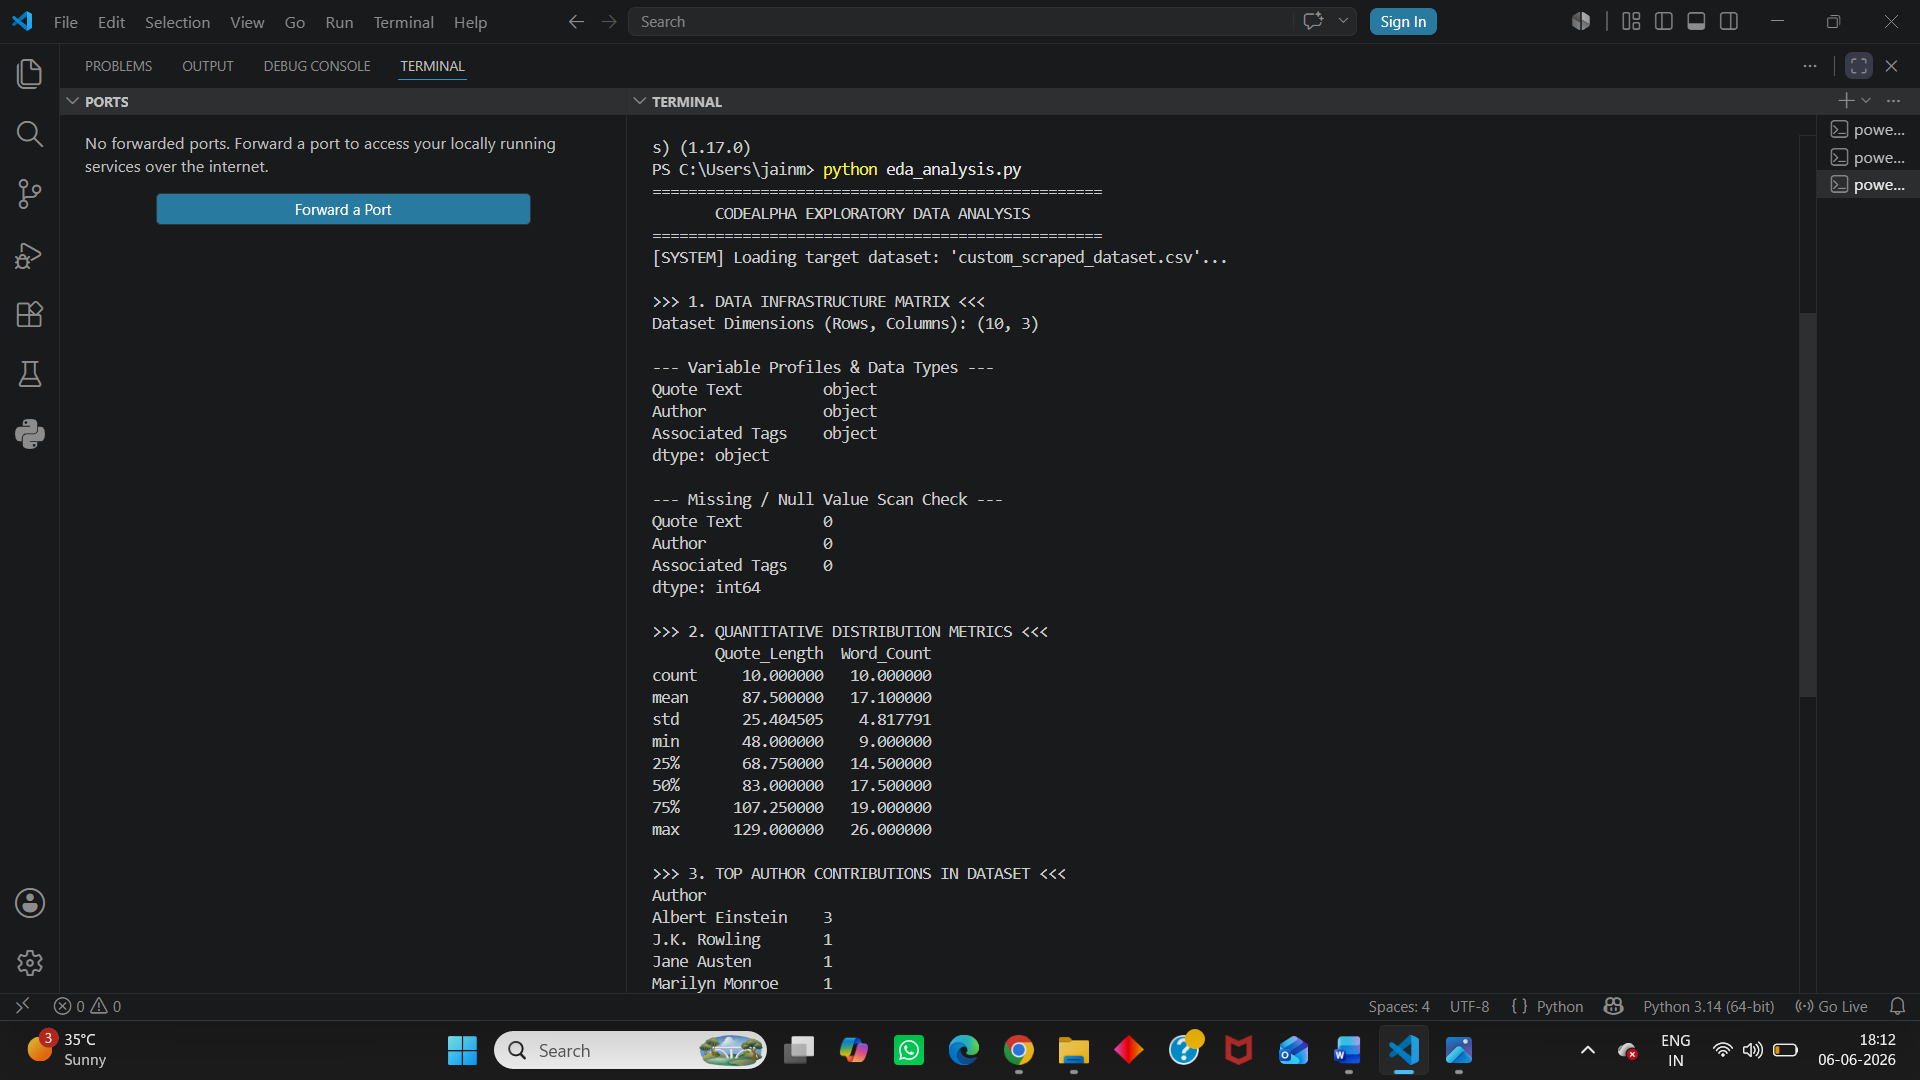 File Edit Selection View Go Run Terminal Help
Search
Sign In
PROBLEMS OUTPUT DEBUG CONSOLE TERMINAL
PORTS
No forwarded ports. Forward a port to access your locally running
services over the internet.
Forward a Port
TERMINAL
s) (1.17.0)
PS C:\Users\jainm> python eda_analysis.py
==================================================
CODEALPHA EXPLORATORY DATA ANALYSIS
==================================================
[SYSTEM] Loading target dataset: 'custom_scraped_dataset.csv'...
>>> 1. DATA INFRASTRUCTURE MATRIX <<<
Dataset Dimensions (Rows, Columns): (10, 3)
--- Variable Profiles & Data Types ---
Quote Text object
Author object
Associated Tags object
dtype: object
--- Missing / Null Value Scan Check ---
Quote Text 0
Author 0
Associated Tags 0
dtype: int64
>>> 2. QUANTITATIVE DISTRIBUTION METRICS <<<
Quote_Length Word_Count
count 10.000000 10.000000
mean 87.500000 17.100000
std 25.404505 4.817791
min 48.000000 9.000000
25% 68.750000 14.500000
50% 83.000000 17.500000
75% 107.250000 19.000000
max 129.000000 26.000000
>>> 3. TOP AUTHOR CONTRIBUTIONS IN DATASET <<<
Author
Albert Einstein 3
J.K. Rowling 1
Jane Austen 1
Marilyn Monroe 1
powe...
powe...
powe...
0 0
Spaces: 4 UTF-8 { } Python Python 3.14 (64-bit) Go Live
3
35°C
Sunny
Search
ENG
IN
18:12
06-06-2026